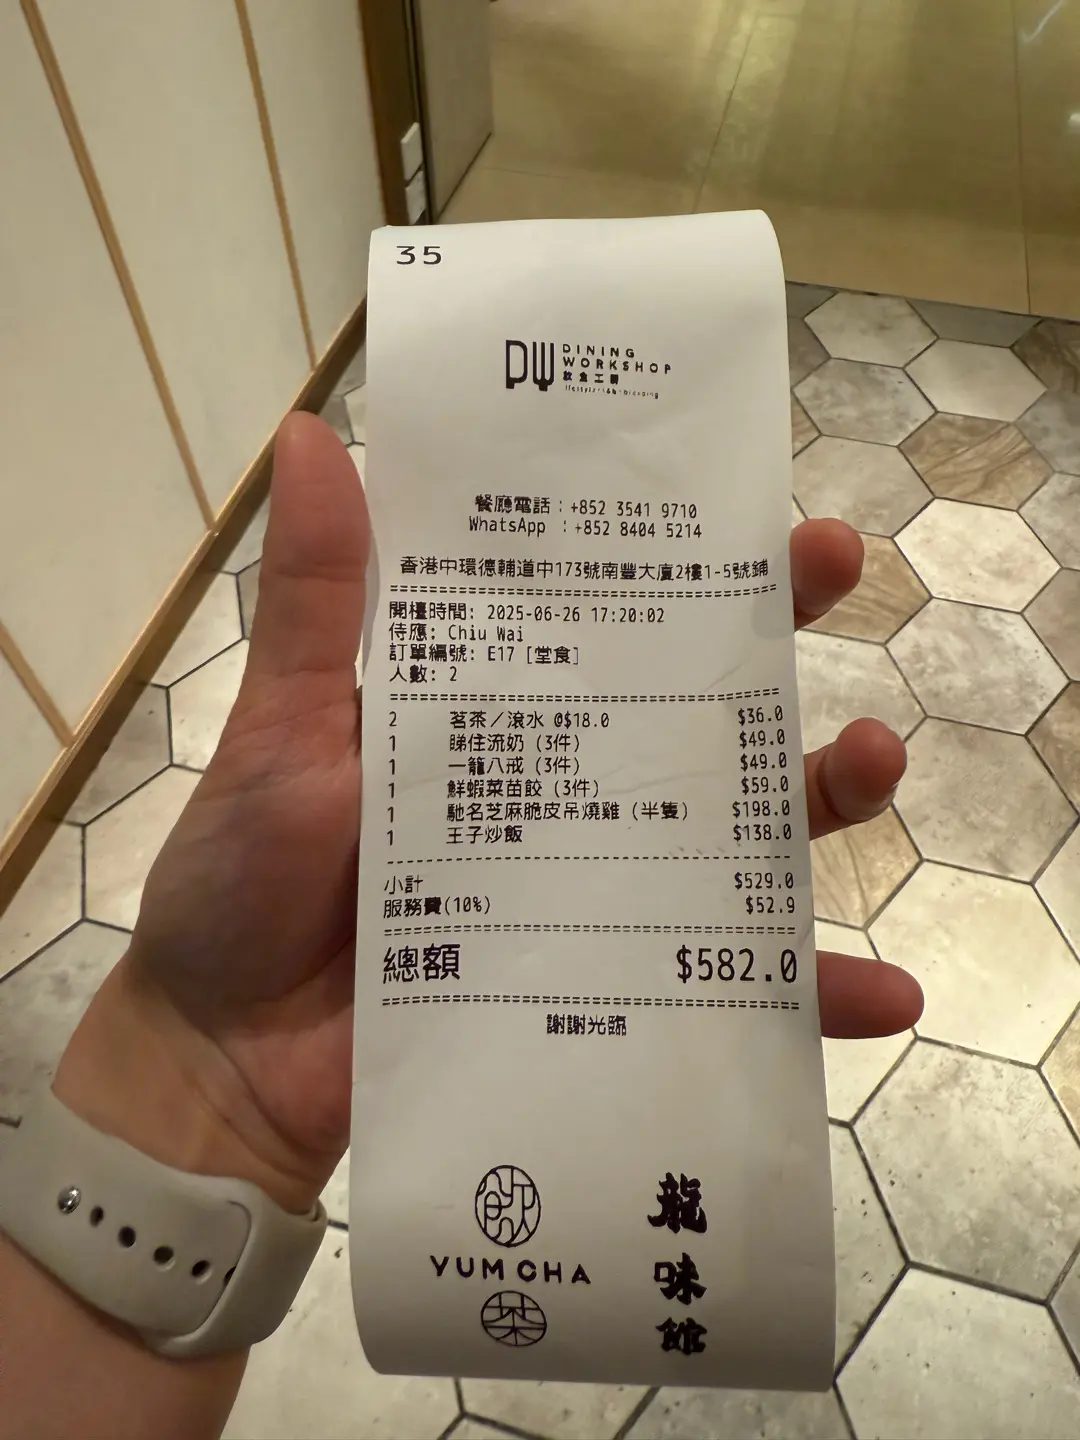 35
DW
DINING
WORKSHOP
飲食工房
餐廳電話：+852 3541 9710
WhatsApp ：+852 8404 5214
香港中環德輔道中173號南豐大廈2樓1-5號鋪
開檯時間: 2025-06-26 17:20:02
侍應: Chiu Wai
訂單編號: E17 [堂食]
人數: 2
2 茗茶／滾水 @$18.0 $36.0
1 睇住流奶 (3件) $49.0
1 一籠八戒 (3件) $49.0
1 鮮蝦菜苗餃 (3件) $59.0
1 馳名芝麻脆皮吊燒雞 (半隻) $198.0
1 王子炒飯 $138.0
小計 $529.0
服務費(10%) $52.9
總額 $582.0
謝謝光臨
飲
YUM CHA
茶
龍味館